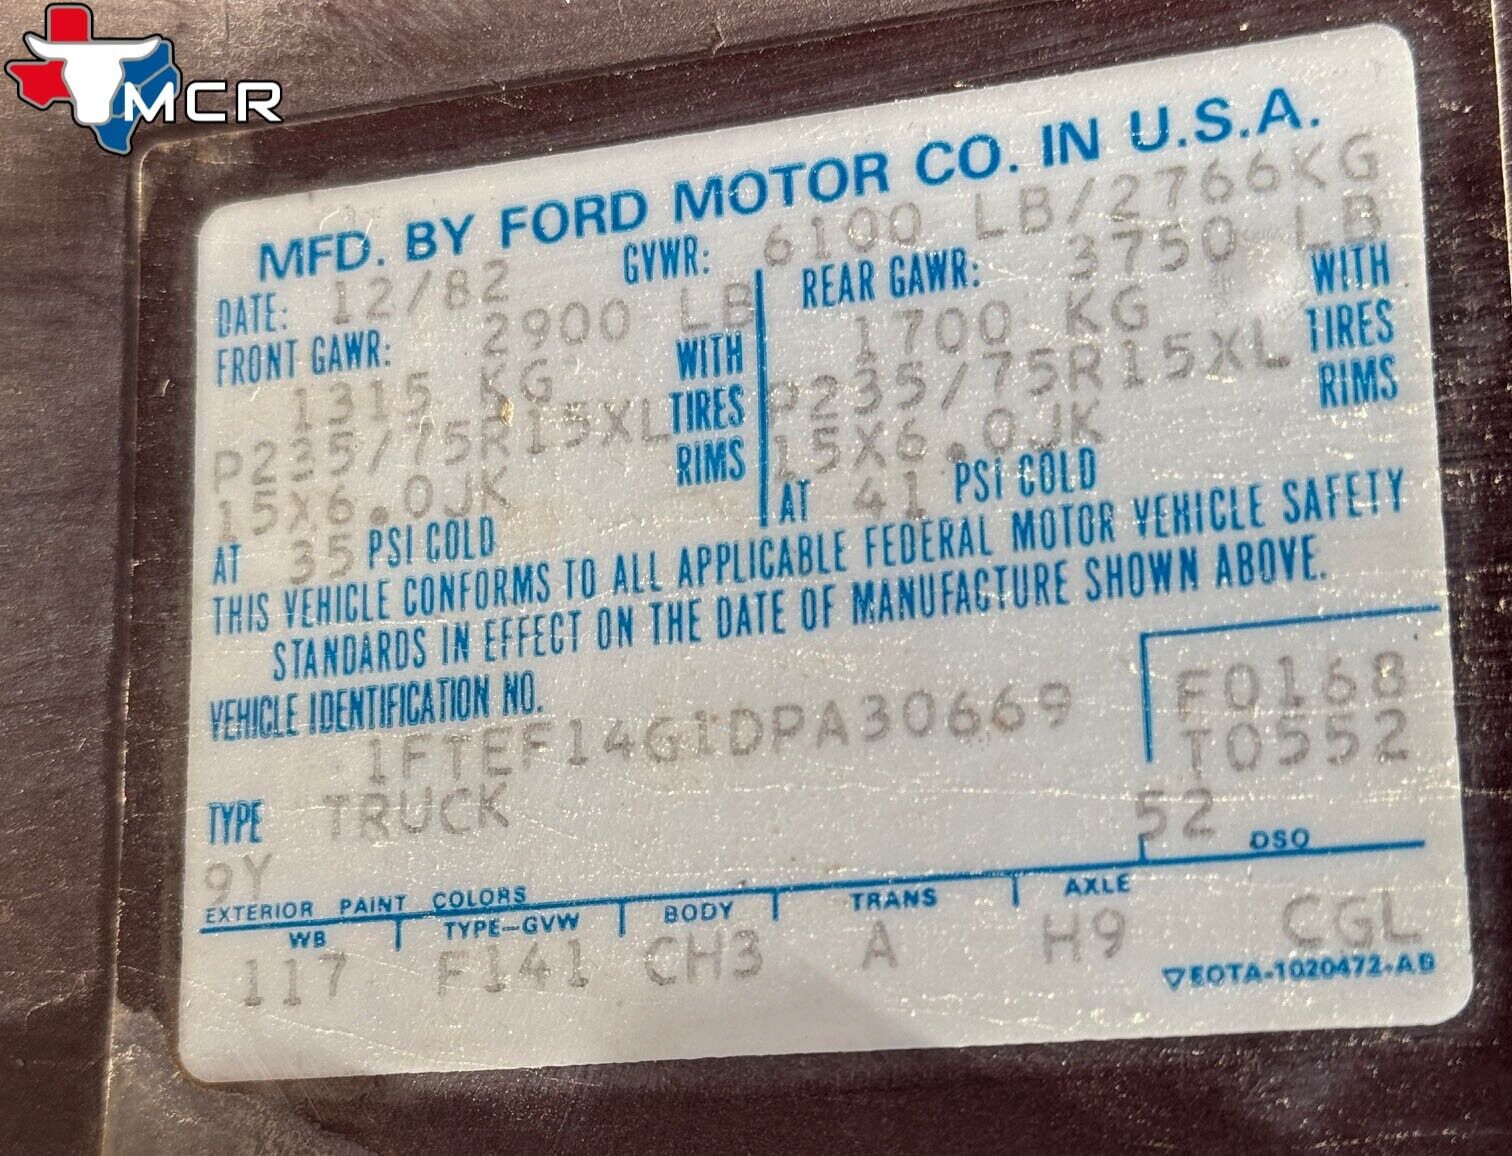 MCR
MFD. BY FORD MOTOR CO. IN U.S.A.
DATE: 12/82 GVWR: 6100 LB/2766KG
FRONT GAWR: 2900 LB REAR GAWR: 3750 LB
1315 KG WITH 1700 KG WITH
P235/75R15XL TIRES P235/75R15XL TIRES
15X6.0JK RIMS 15X6.0JK RIMS
AT 35 PSI COLD AT 41 PSI COLD
THIS VEHICLE CONFORMS TO ALL APPLICABLE FEDERAL MOTOR VEHICLE SAFETY
STANDARDS IN EFFECT ON THE DATE OF MANUFACTURE SHOWN ABOVE.
VEHICLE IDENTIFICATION NO.
1FTEF14G1DPA30669
F0168
T0552
TYPE TRUCK
52
9Y DSO
EXTERIOR PAINT COLORS
WB TYPE-GVW BODY TRANS AXLE
117 F141 CH3 A H9 CGL
▽EOTA-1020472-AB